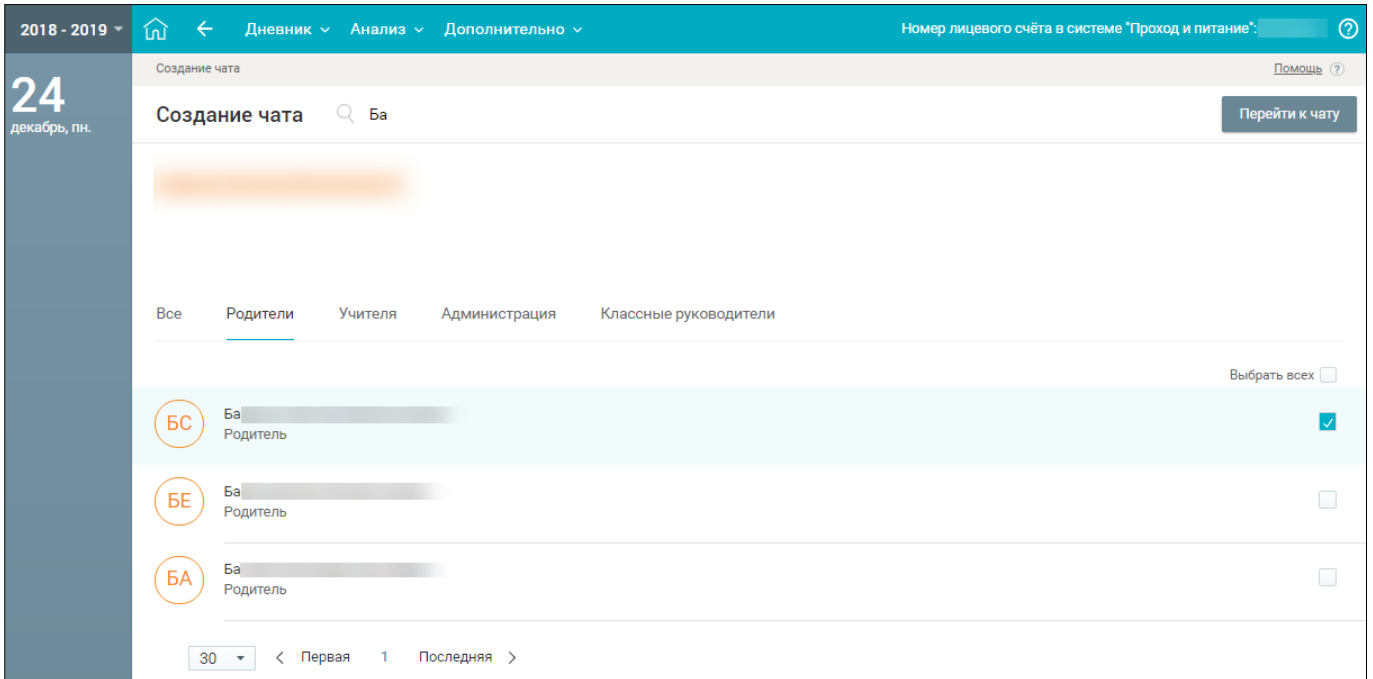 2018 - 2019 Дневник Анализ Дополнительно Номер лицевого счёта в системе "Проход и питание":
24
декабрь, пн.
Создание чата Помощь
Создание чата Ба Перейти к чату
Все Родители Учителя Администрация Классные руководители
Выбрать всех
БС Ба
Родитель
БЕ Ба
Родитель
БА Ба
Родитель
30 Первая 1 Последняя